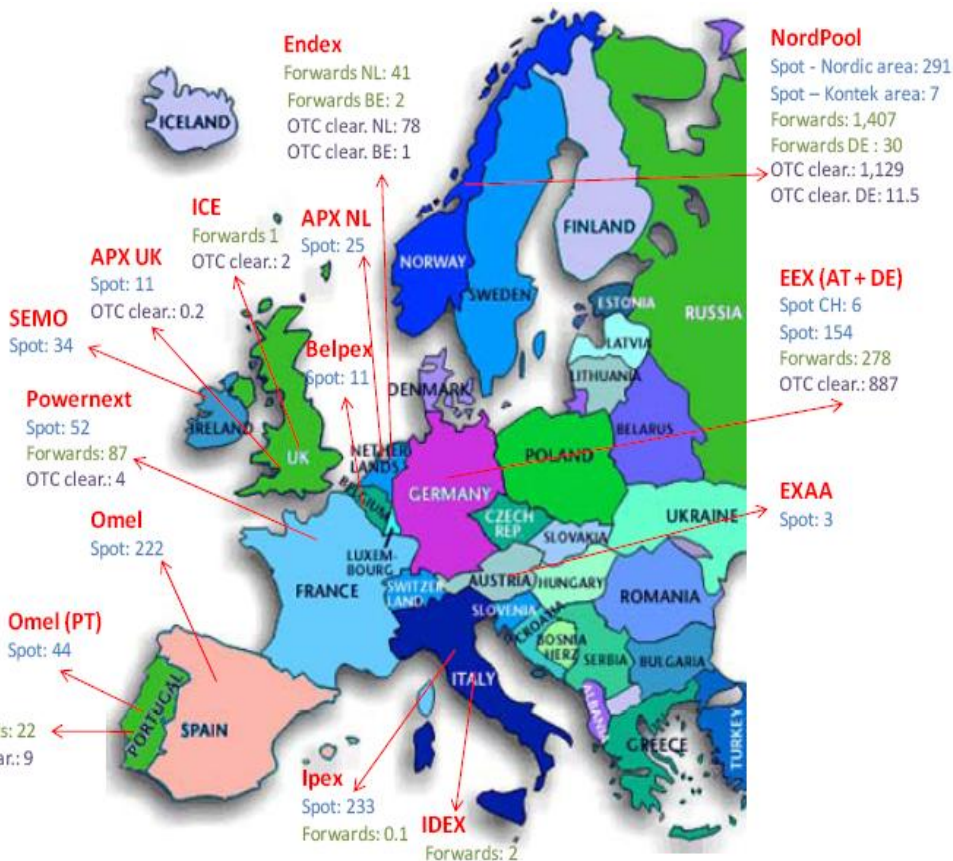 Endex
Forwards NL: 41
Forwards BE: 2
OTC clear. NL: 78
OTC clear. BE: 1
NordPool
Spot - Nordic area: 291
Spot – Kontek area: 7
Forwards: 1,407
Forwards DE : 30
OTC clear.: 1,129
OTC clear. DE: 11.5
ICE
Forwards 1
OTC clear.: 2
APX NL
Spot: 25
APX UK
Spot: 11
OTC clear.: 0.2
SEMO
Spot: 34
Belpex
Spot: 11
EEX (AT + DE)
Spot CH: 6
Spot: 154
Forwards: 278
OTC clear.: 887
Powernext
Spot: 52
Forwards: 87
OTC clear.: 4
EXAA
Spot: 3
Omel
Spot: 222
Omel (PT)
Spot: 44
s: 22
ar.: 9
Ipex
Spot: 233
Forwards: 0.1
IDEX
Forwards: 2
ICELAND
NORWAY
SWEDEN
FINLAND
RUSSIA
ESTONIA
LATVIA
LITHUANIA
BELARUS
DENMARK
IRELAND
UK
NETHER
LANDS
BELGIUM
LUXEM-
BOURG
GERMANY
POLAND
CZECH
REP.
SLOVAKIA
UKRAINE
FRANCE
SWITZER
LAND
AUSTRIA
HUNGARY
SLOVENIA
CROATIA
ROMANIA
BOSNIA
HERZ
SERBIA
BULGARIA
ITALY
ALBANIA
GREECE
TURKEY
PORTUGAL
SPAIN